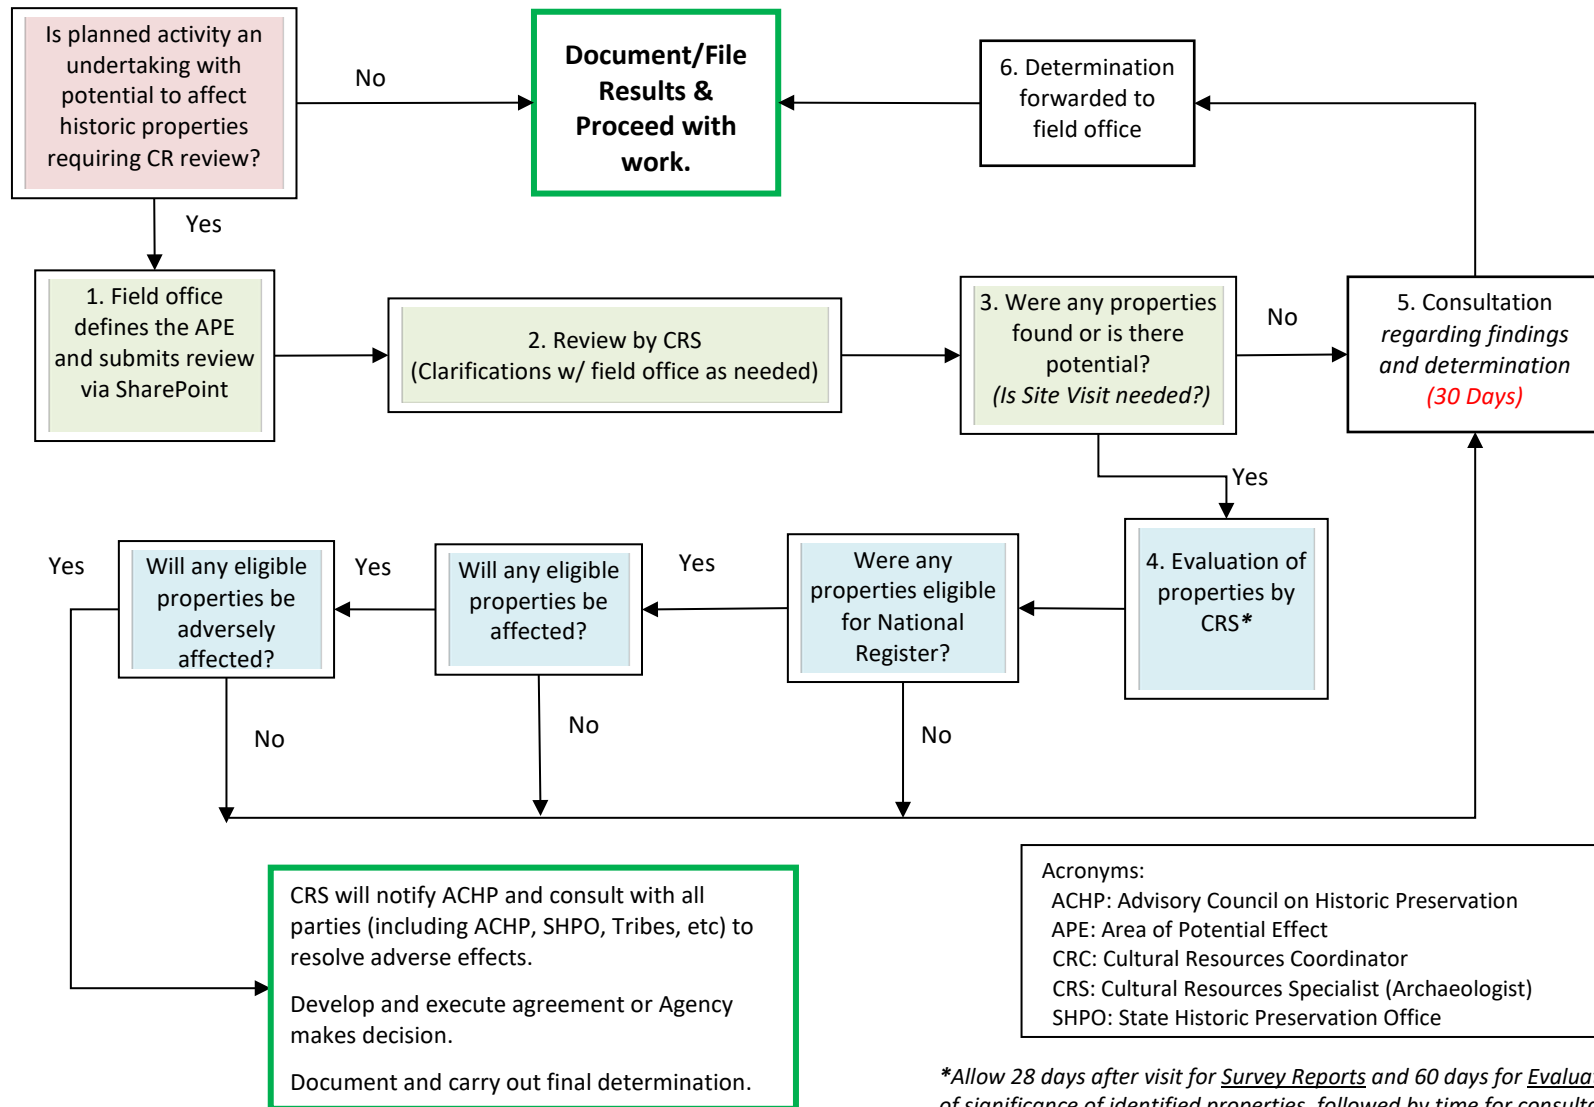 Is planned activity an
undertaking with
potential to affect
historic properties
requiring CR review?
No
Document/File
Results &
Proceed with
work.
6. Determination
forwarded to
field office
Yes
1. Field office
defines the APE
and submits review
via SharePoint
2. Review by CRS
(Clarifications w/ field office as needed)
3. Were any properties
found or is there
potential?
(Is Site Visit needed?)
No
5. Consultation
regarding findings
and determination
(30 Days)
Yes
4. Evaluation of
properties by
CRS*
Were any
properties eligible
for National
Register?
Yes
Will any eligible
properties be
affected?
Yes
Will any eligible
properties be
adversely
affected?
Yes
No
No
No
CRS will notify ACHP and consult with all
parties (including ACHP, SHPO, Tribes, etc) to
resolve adverse effects.
Develop and execute agreement or Agency
makes decision.
Document and carry out final determination.
Acronyms:
ACHP: Advisory Council on Historic Preservation
APE: Area of Potential Effect
CRC: Cultural Resources Coordinator
CRS: Cultural Resources Specialist (Archaeologist)
SHPO: State Historic Preservation Office
*Allow 28 days after visit for Survey Reports and 60 days for
of significance of identified properties, followed by time for